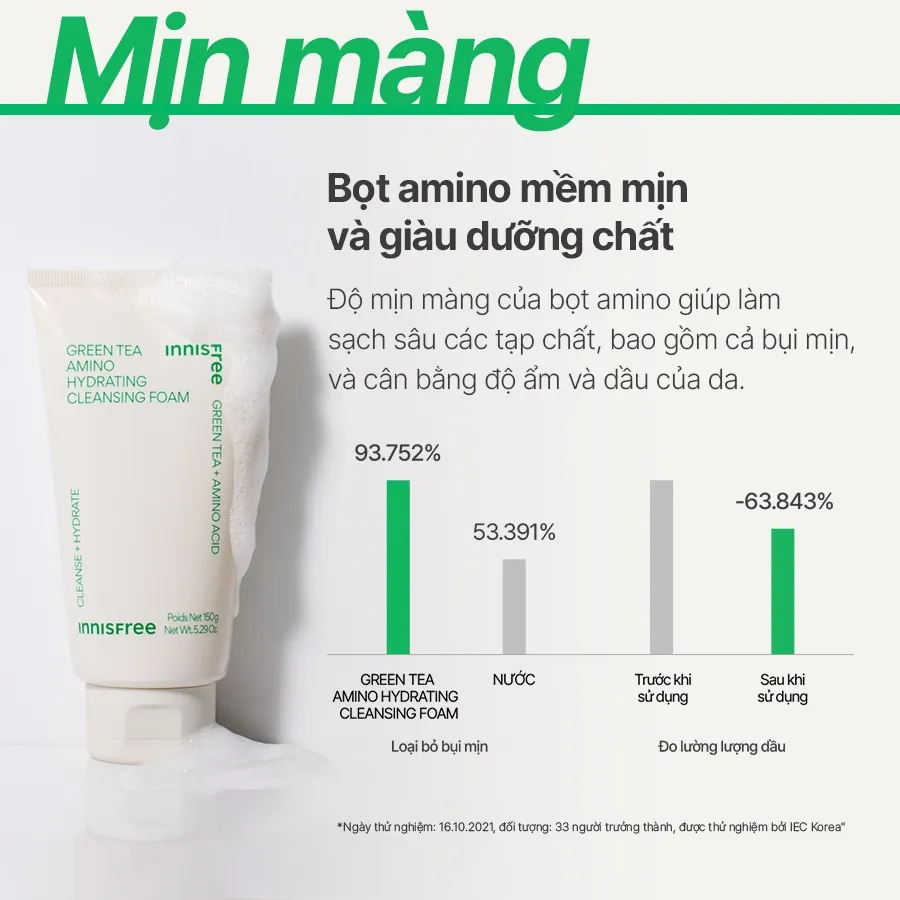 Mịn màng
Bọt amino mềm mịn
và giàu dưỡng chất
Độ mịn màng của bọt amino giúp làm
sạch sâu các tạp chất, bao gồm cả bụi mịn,
và cân bằng độ ẩm và dầu của da.
GREEN TEA
AMINO
HYDRATING
CLEANSING FOAM
innisfree
GREEN TEA + AMINO ACID
CLEANSE + HYDRATE
innisfree
Poids Net 150g
Net Wt. 5.29 Oz.
93.752%
53.391%
-63.843%
GREEN TEA
AMINO HYDRATING
CLEANSING FOAM
NƯỚC
Trước khi
sử dụng
Sau khi
sử dụng
Loại bỏ bụi mịn
Đo lường lượng dầu
*Ngày thử nghiệm: 16.10.2021, đối tượng: 33 người trưởng thành, được thử nghiệm bởi IEC Korea"